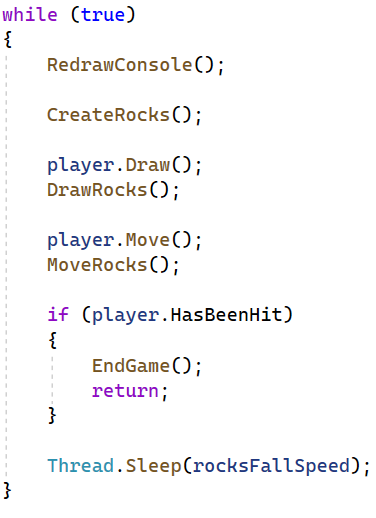 while (true)
{
    RedrawConsole();

    CreateRocks();

    player.Draw();
    DrawRocks();

    player.Move();
    MoveRocks();

    if (player.HasBeenHit)
    {
        EndGame();
        return;
    }

    Thread.Sleep(rocksFallSpeed);
}